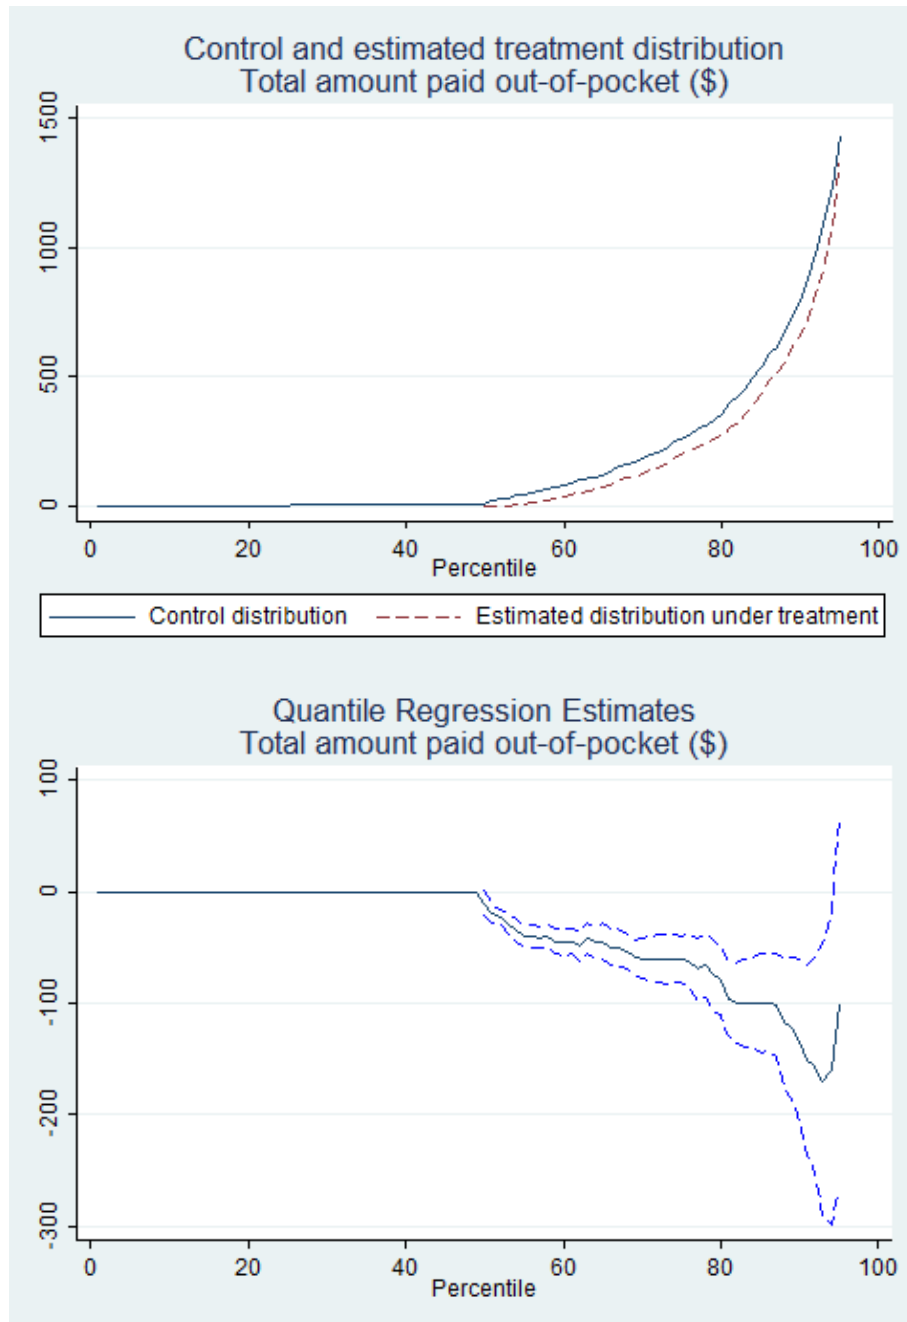 Control and estimated treatment distribution
Total amount paid out-of-pocket ($)
1500
1000
500
0
0 20 40 60 80 100
Percentile
Control distribution Estimated distribution under treatment
Quantile Regression Estimates
Total amount paid out-of-pocket ($)
100
0
-100
-200
-300
0 20 40 60 80 100
Percentile